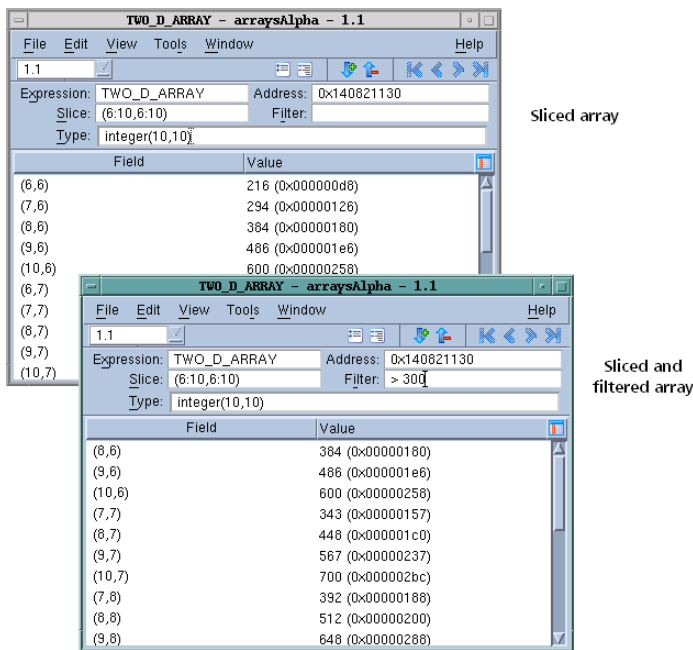 TWO_D_ARRAY – arraysAlpha – 1.1
File Edit View Tools Window Help
1.1
Expression: TWO_D_ARRAY Address: 0x140821130
Slice: (6:10,6:10) Filter:
Type: integer(10,10)
Field Value
(6,6) 216 (0x000000d8)
(7,6) 294 (0x00000126)
(8,6) 384 (0x00000180)
(9,6) 486 (0x000001e6)
(10,6) 600 (0x00000258)
(6,7)
(7,7)
(8,7)
(9,7)
(10,7)
Sliced array
TWO_D_ARRAY – arraysAlpha – 1.1
File Edit View Tools Window Help
1.1
Expression: TWO_D_ARRAY Address: 0x140821130
Slice: (6:10,6:10) Filter: > 300
Type: integer(10,10)
Field Value
(8,6) 384 (0x00000180)
(9,6) 486 (0x000001e6)
(10,6) 600 (0x00000258)
(7,7) 343 (0x00000157)
(8,7) 448 (0x000001c0)
(9,7) 567 (0x00000237)
(10,7) 700 (0x000002bc)
(7,8) 392 (0x00000188)
(8,8) 512 (0x00000200)
(9,8) 648 (0x00000288)
Sliced and
filtered array